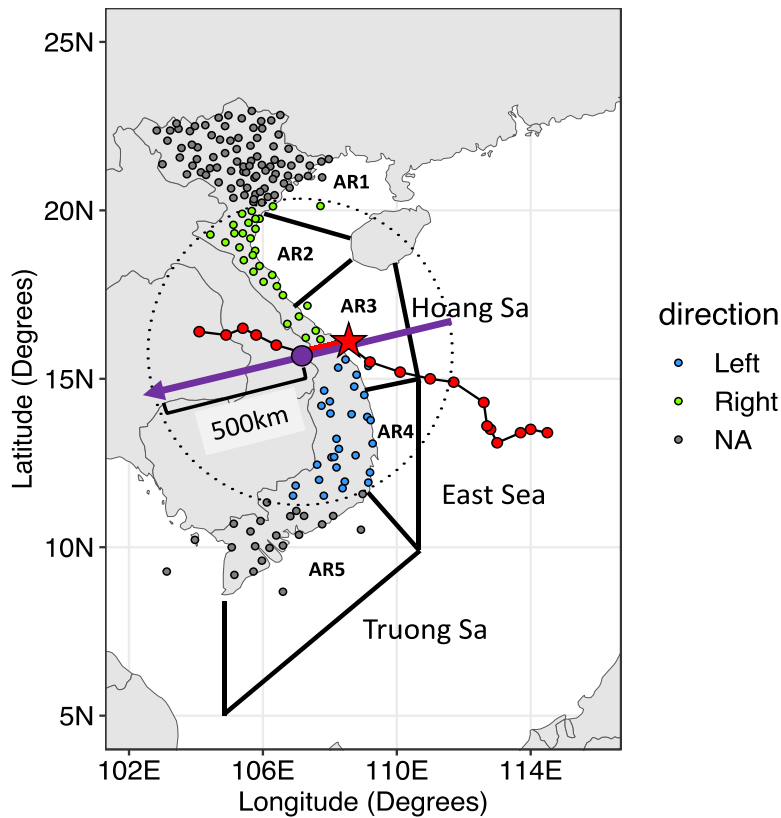 25N
20N
15N
10N
5N
Latitude (Degrees)
102E 106E 110E 114E
Longitude (Degrees)
AR1
AR2
AR3
Hoang Sa
500km
AR4
East Sea
AR5
Truong Sa
direction
Left
Right
NA